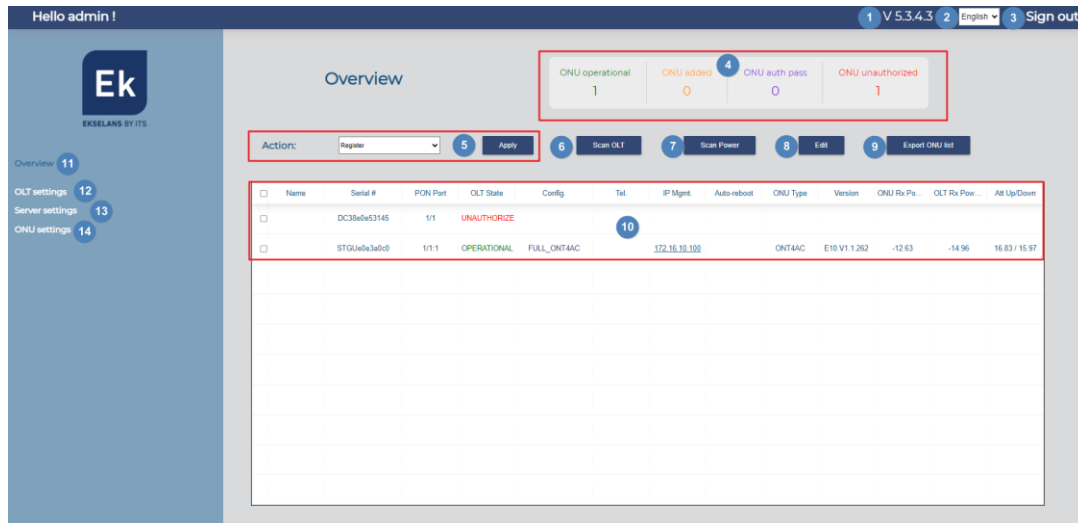 Hello admin !
1 V 5.3.4.3 2 English 3 Sign out
Ek
EKSELANS BY ITS
Overview 11
OLT settings 12
Server settings 13
ONU settings 14
Overview
ONU operational ONU added 4 ONU auth pass ONU unauthorized
1 0 0 1
Action: Register 5 Apply 6 Scan OLT 7 Scan Power 8 Edit 9 Export ONU list
Name Serial # PON Port OLT State Config. Tel. IP Mgmt. Auto-reboot ONU Type Version ONU Rx Po... OLT Rx Pow... Att Up/Down
DC38e0e53145 1/1 UNAUTHORIZE
10
STGUe8e3a0c0 1/1:1 OPERATIONAL FULL_ONT4AC 172.16.10.100 ONT4AC E10.V1.1.262 -12.63 -14.96 16.83 / 15.97